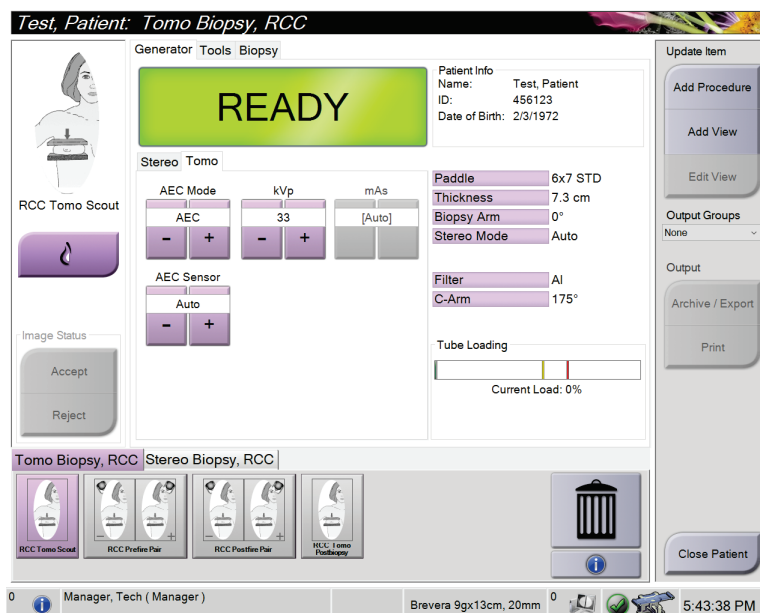 Test, Patient:  Tomo Biopsy, RCC
RCC Tomo Scout
Image Status
Accept
Reject
Generator Tools Biopsy
READY
Patient Info
Name: Test, Patient
ID: 456123
Date of Birth: 2/3/1972
Stereo Tomo
AEC Mode kVp mAs
AEC 33 [Auto]
- + - +
AEC Sensor
Auto
- +
Paddle 6x7 STD
Thickness 7.3 cm
Biopsy Arm 0°
Stereo Mode Auto
Filter Al
C-Arm 175°
Tube Loading
Current Load: 0%
Update Item
Add Procedure
Add View
Edit View
Output Groups
None
Output
Archive / Export
Print
Close Patient
Tomo Biopsy, RCC Stereo Biopsy, RCC
RCC Tomo Scout
- +
RCC Prefire Pair
- +
RCC Postfire Pair
RCC Tomo
Postbiopsy
0 Manager, Tech ( Manager ) Brevera 9gx13cm, 20mm 0 5:43:38 PM